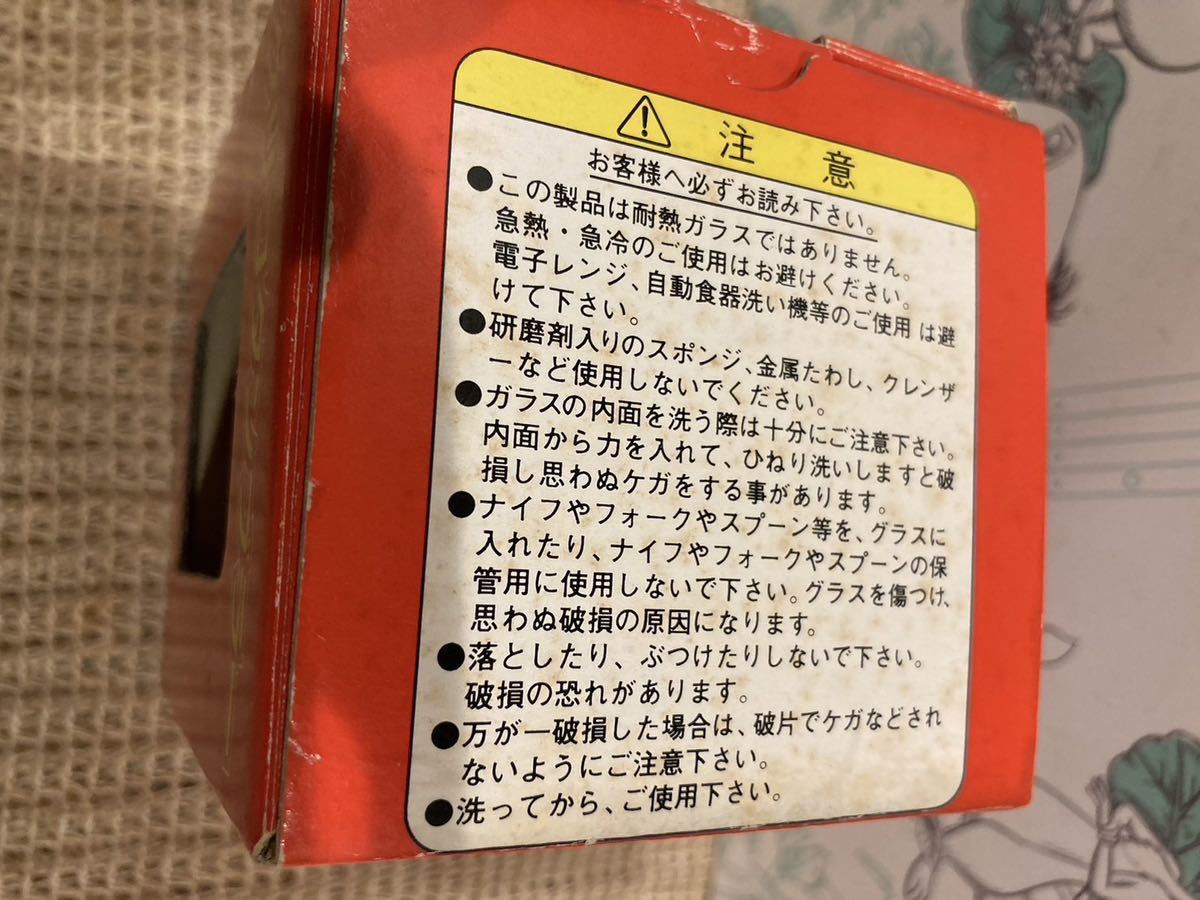 注意
お客様へ必ずお読み下さい。
●この製品は耐熱ガラスではありません。
急熱・急冷のご使用はお避けください。
電子レンジ、自動食器洗い機等のご使用は避
けて下さい。
●研磨剤入りのスポンジ、金属たわし、クレンザ
ーなど使用しないでください。
●ガラスの内面を洗う際は十分にご注意下さい。
内面から力を入れて、ひねり洗いしますと破
損し思わぬケガをする事があります。
●ナイフやフォークやスプーン等を、グラスに
入れたり、ナイフやフォークやスプーンの保
管用に使用しないで下さい。グラスを傷つけ、
思わぬ破損の原因になります。
●落としたり、ぶつけたりしないで下さい。
破損の恐れがあります。
●万が一破損した場合は、破片でケガなどされ
ないようにご注意下さい。
●洗ってから、ご使用下さい。